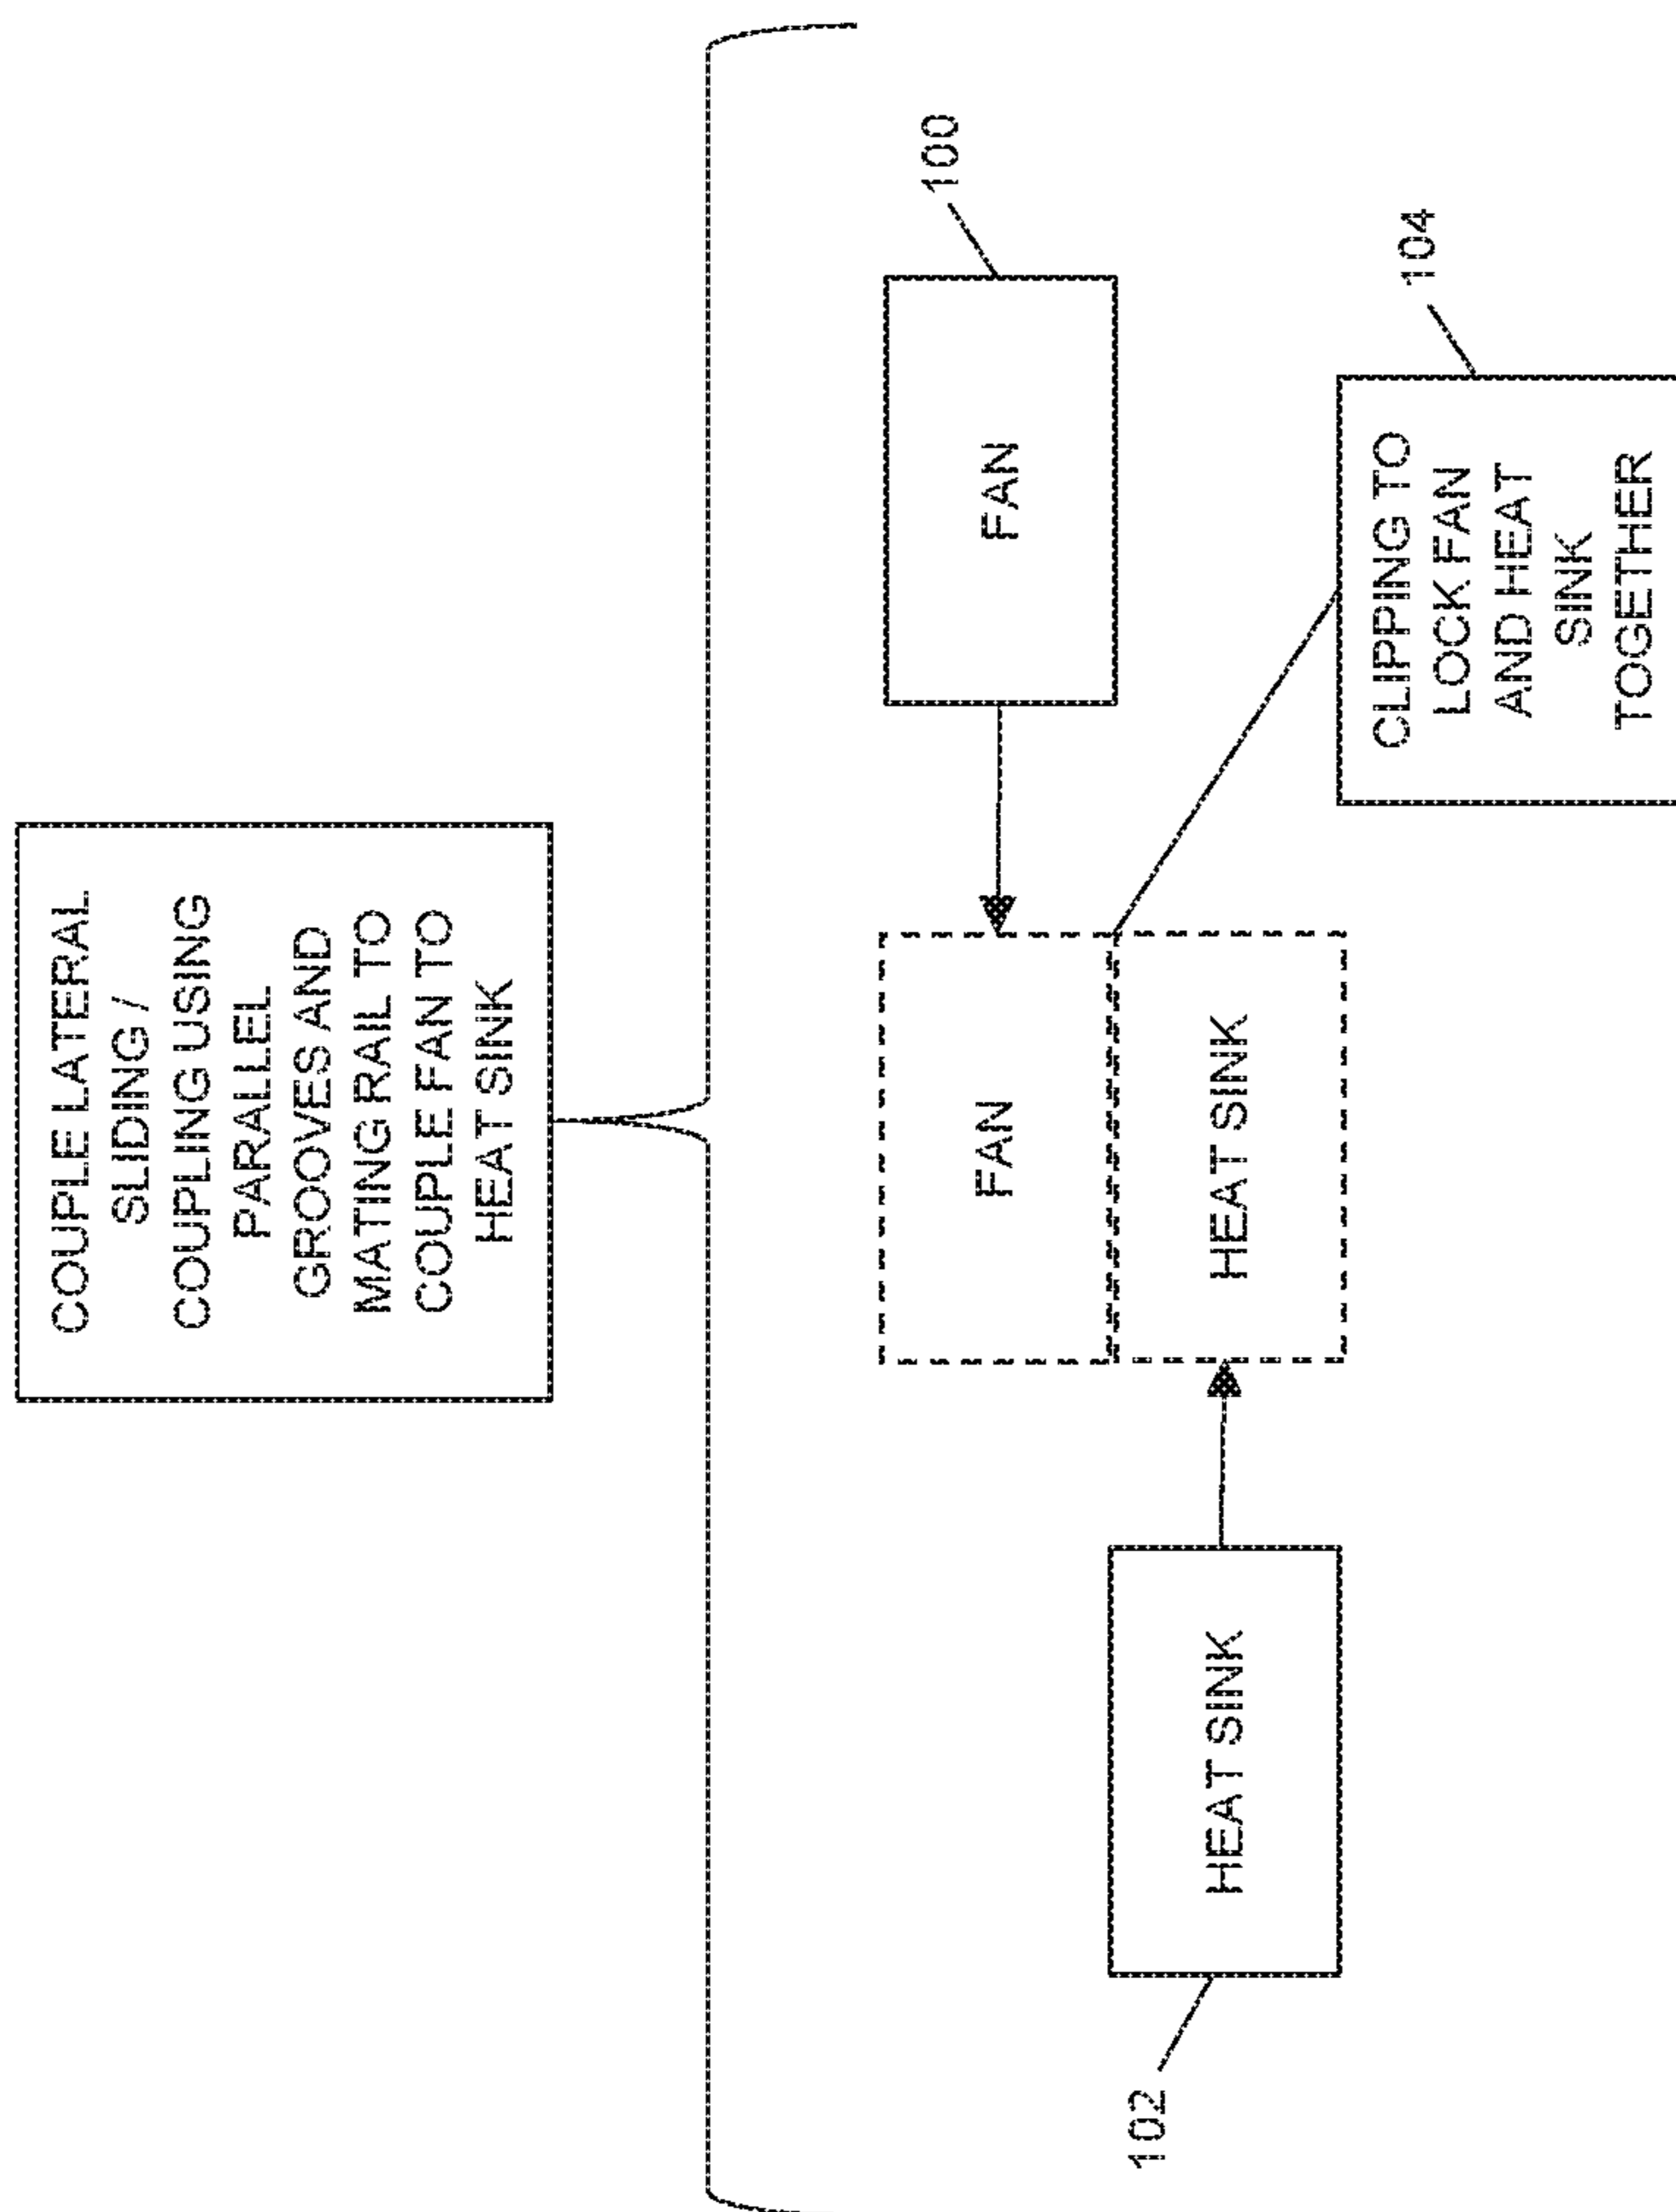 COUPLE LATERAL
SLIDING /
COUPLING USING
PARALLEL
GROOVES AND
MATING RAIL TO
COUPLE FAN TO
HEAT SINK
100
FAN
FAN
HEAT SINK
HEAT SINK
102
104
CLIPPING TO
LOCK FAN
AND HEAT
SINK
TOGETHER